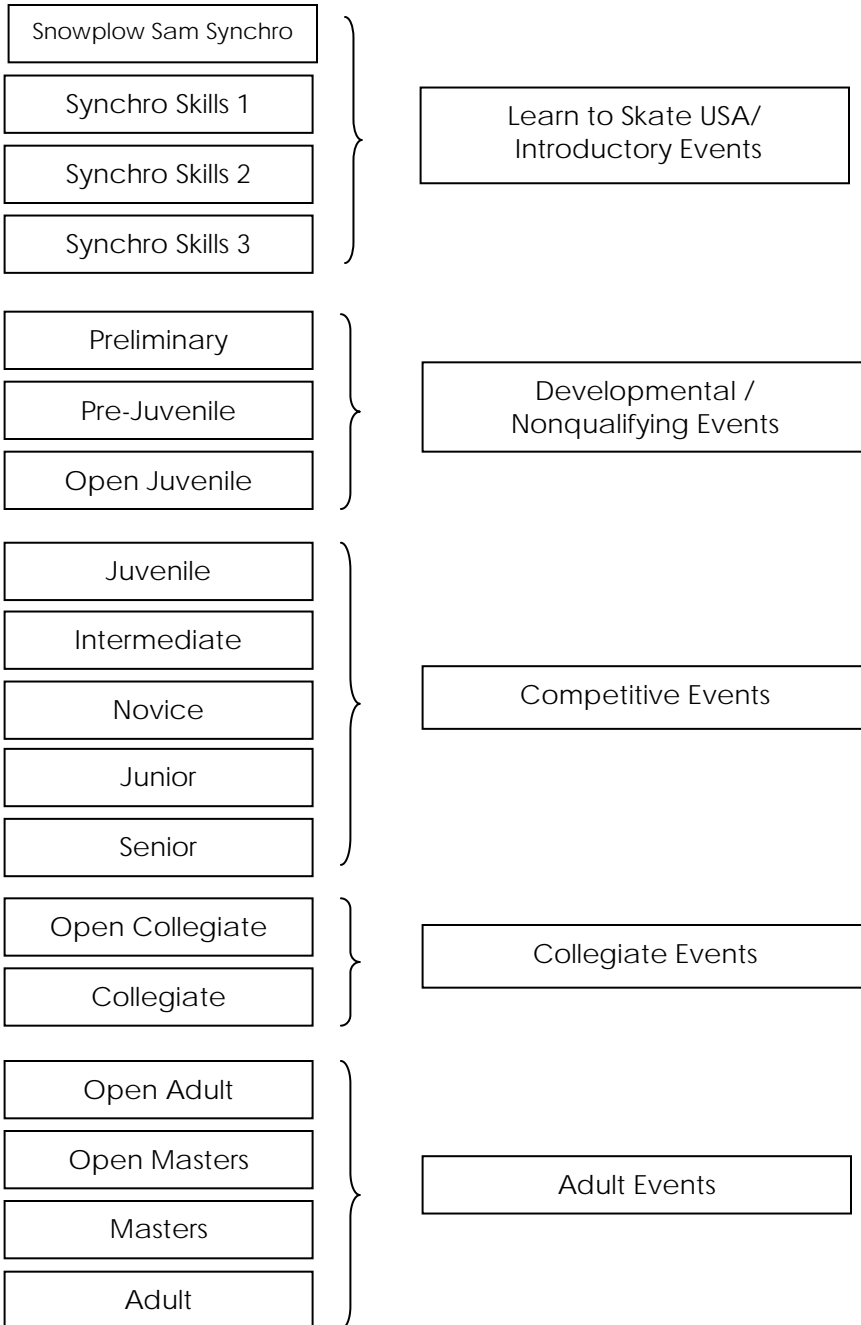 Snowplow Sam Synchro
Synchro Skills 1
Synchro Skills 2
Synchro Skills 3
Learn to Skate USA/
Introductory Events
Preliminary
Pre-Juvenile
Open Juvenile
Developmental /
Nonqualifying Events
Juvenile
Intermediate
Novice
Junior
Senior
Competitive Events
Open Collegiate
Collegiate
Collegiate Events
Open Adult
Open Masters
Masters
Adult
Adult Events